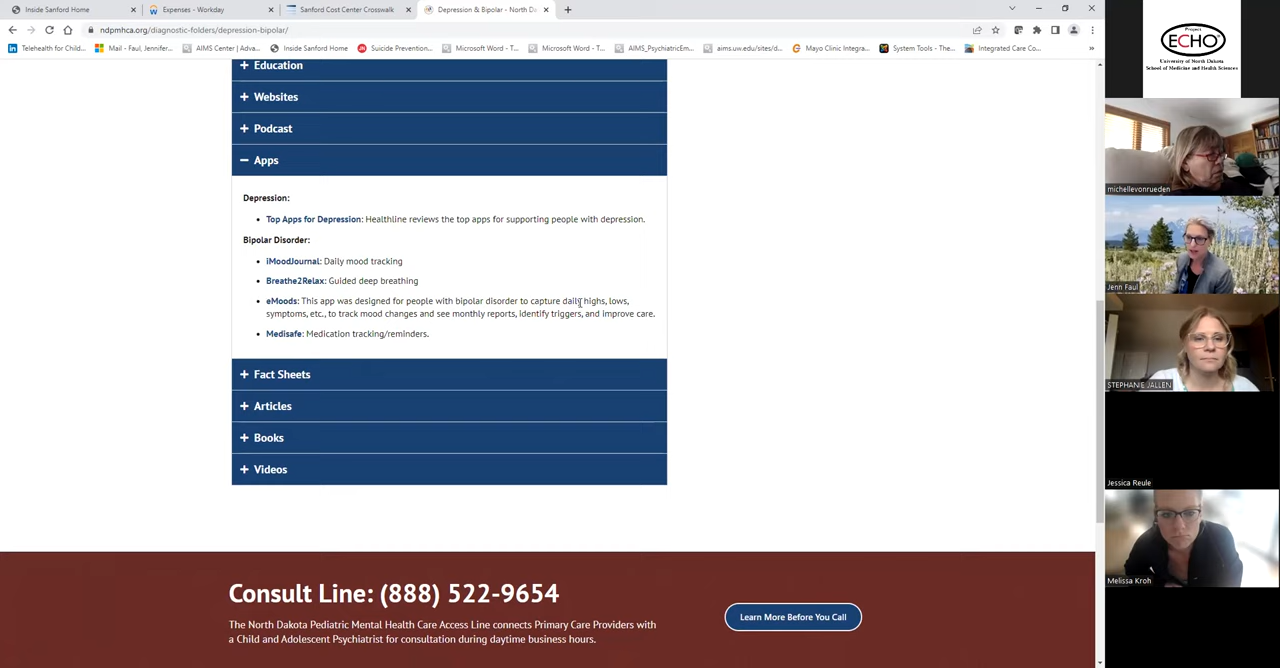 Inside Sanford Home
Expenses - Workday
Sanford Cost Center Crosswalk
Depression & Bipolar - North Da
ndpmhca.org/diagnostic-folders/depression-bipolar/
Telehealth for Child...
Mail - Faul, Jennifer...
AIMS Center | Adva...
Inside Sanford Home
Suicide Prevention...
Microsoft Word - T...
Microsoft Word - T...
AIMS_PsychiatricEm...
aims.uw.edu/sites/d...
Mayo Clinic Integra...
System Tools - The...
Integrated Care Co...
Education
Websites
Podcast
Apps
Depression:
Top Apps for Depression: Healthline reviews the top apps for supporting people with depression.
Bipolar Disorder:
iMoodJournal: Daily mood tracking
Breathe2Relax: Guided deep breathing
eMoods: This app was designed for people with bipolar disorder to capture daily highs, lows,
symptoms, etc., to track mood changes and see monthly reports, identify triggers, and improve care.
Medisafe: Medication tracking/reminders.
Fact Sheets
Articles
Books
Videos
Consult Line: (888) 522-9654
The North Dakota Pediatric Mental Health Care Access Line connects Primary Care Providers with
a Child and Adolescent Psychiatrist for consultation during daytime business hours.
Learn More Before You Call
Project
ECHO®
University of North Dakota
School of Medicine and Health Sciences
michellevonrueden
Jenn Faul
STEPHANIE JALLEN
Jessica Reule
Melissa Kroh